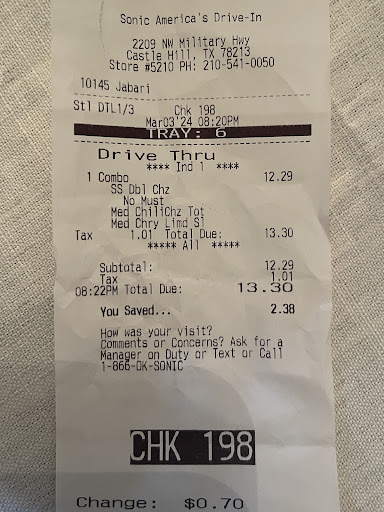 Sonic America's Drive-In
2209 NW Military Hwy
Castle Hill, TX 78213
Store #5210 PH: 210-541-0050
10145 Jabari
Stl DTL1/3 Chk 198
Mar03'24 08:20PM
TRAY: 6
Drive Thru
**** Ind 1 ****
1 Combo 12.29
SS Dbl Chz
No Must
Med ChiliChz Tot
Med Chry Limd Sl
Tax 1.01 Total Due: 13.30
***** All *****
Subtotal: 12.29
Tax 1.01
08:22PM Total Due: 13.30
You Saved... 2.38
How was your visit?
Comments or Concerns? Ask for a
Manager on Duty or Text or Call
1-866-OK-SONIC
CHK 198
Change: $0.70